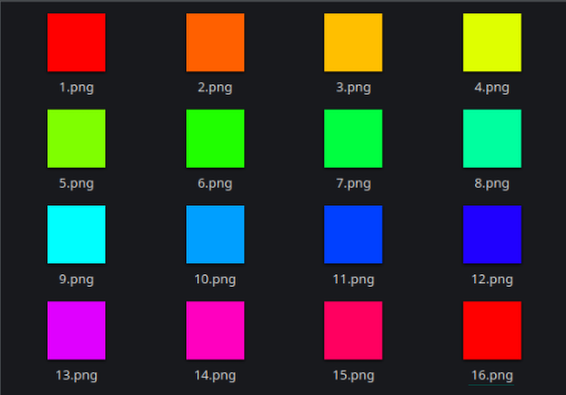 1.png 2.png 3.png 4.png
5.png 6.png 7.png 8.png
9.png 10.png 11.png 12.png
13.png 14.png 15.png 16.png